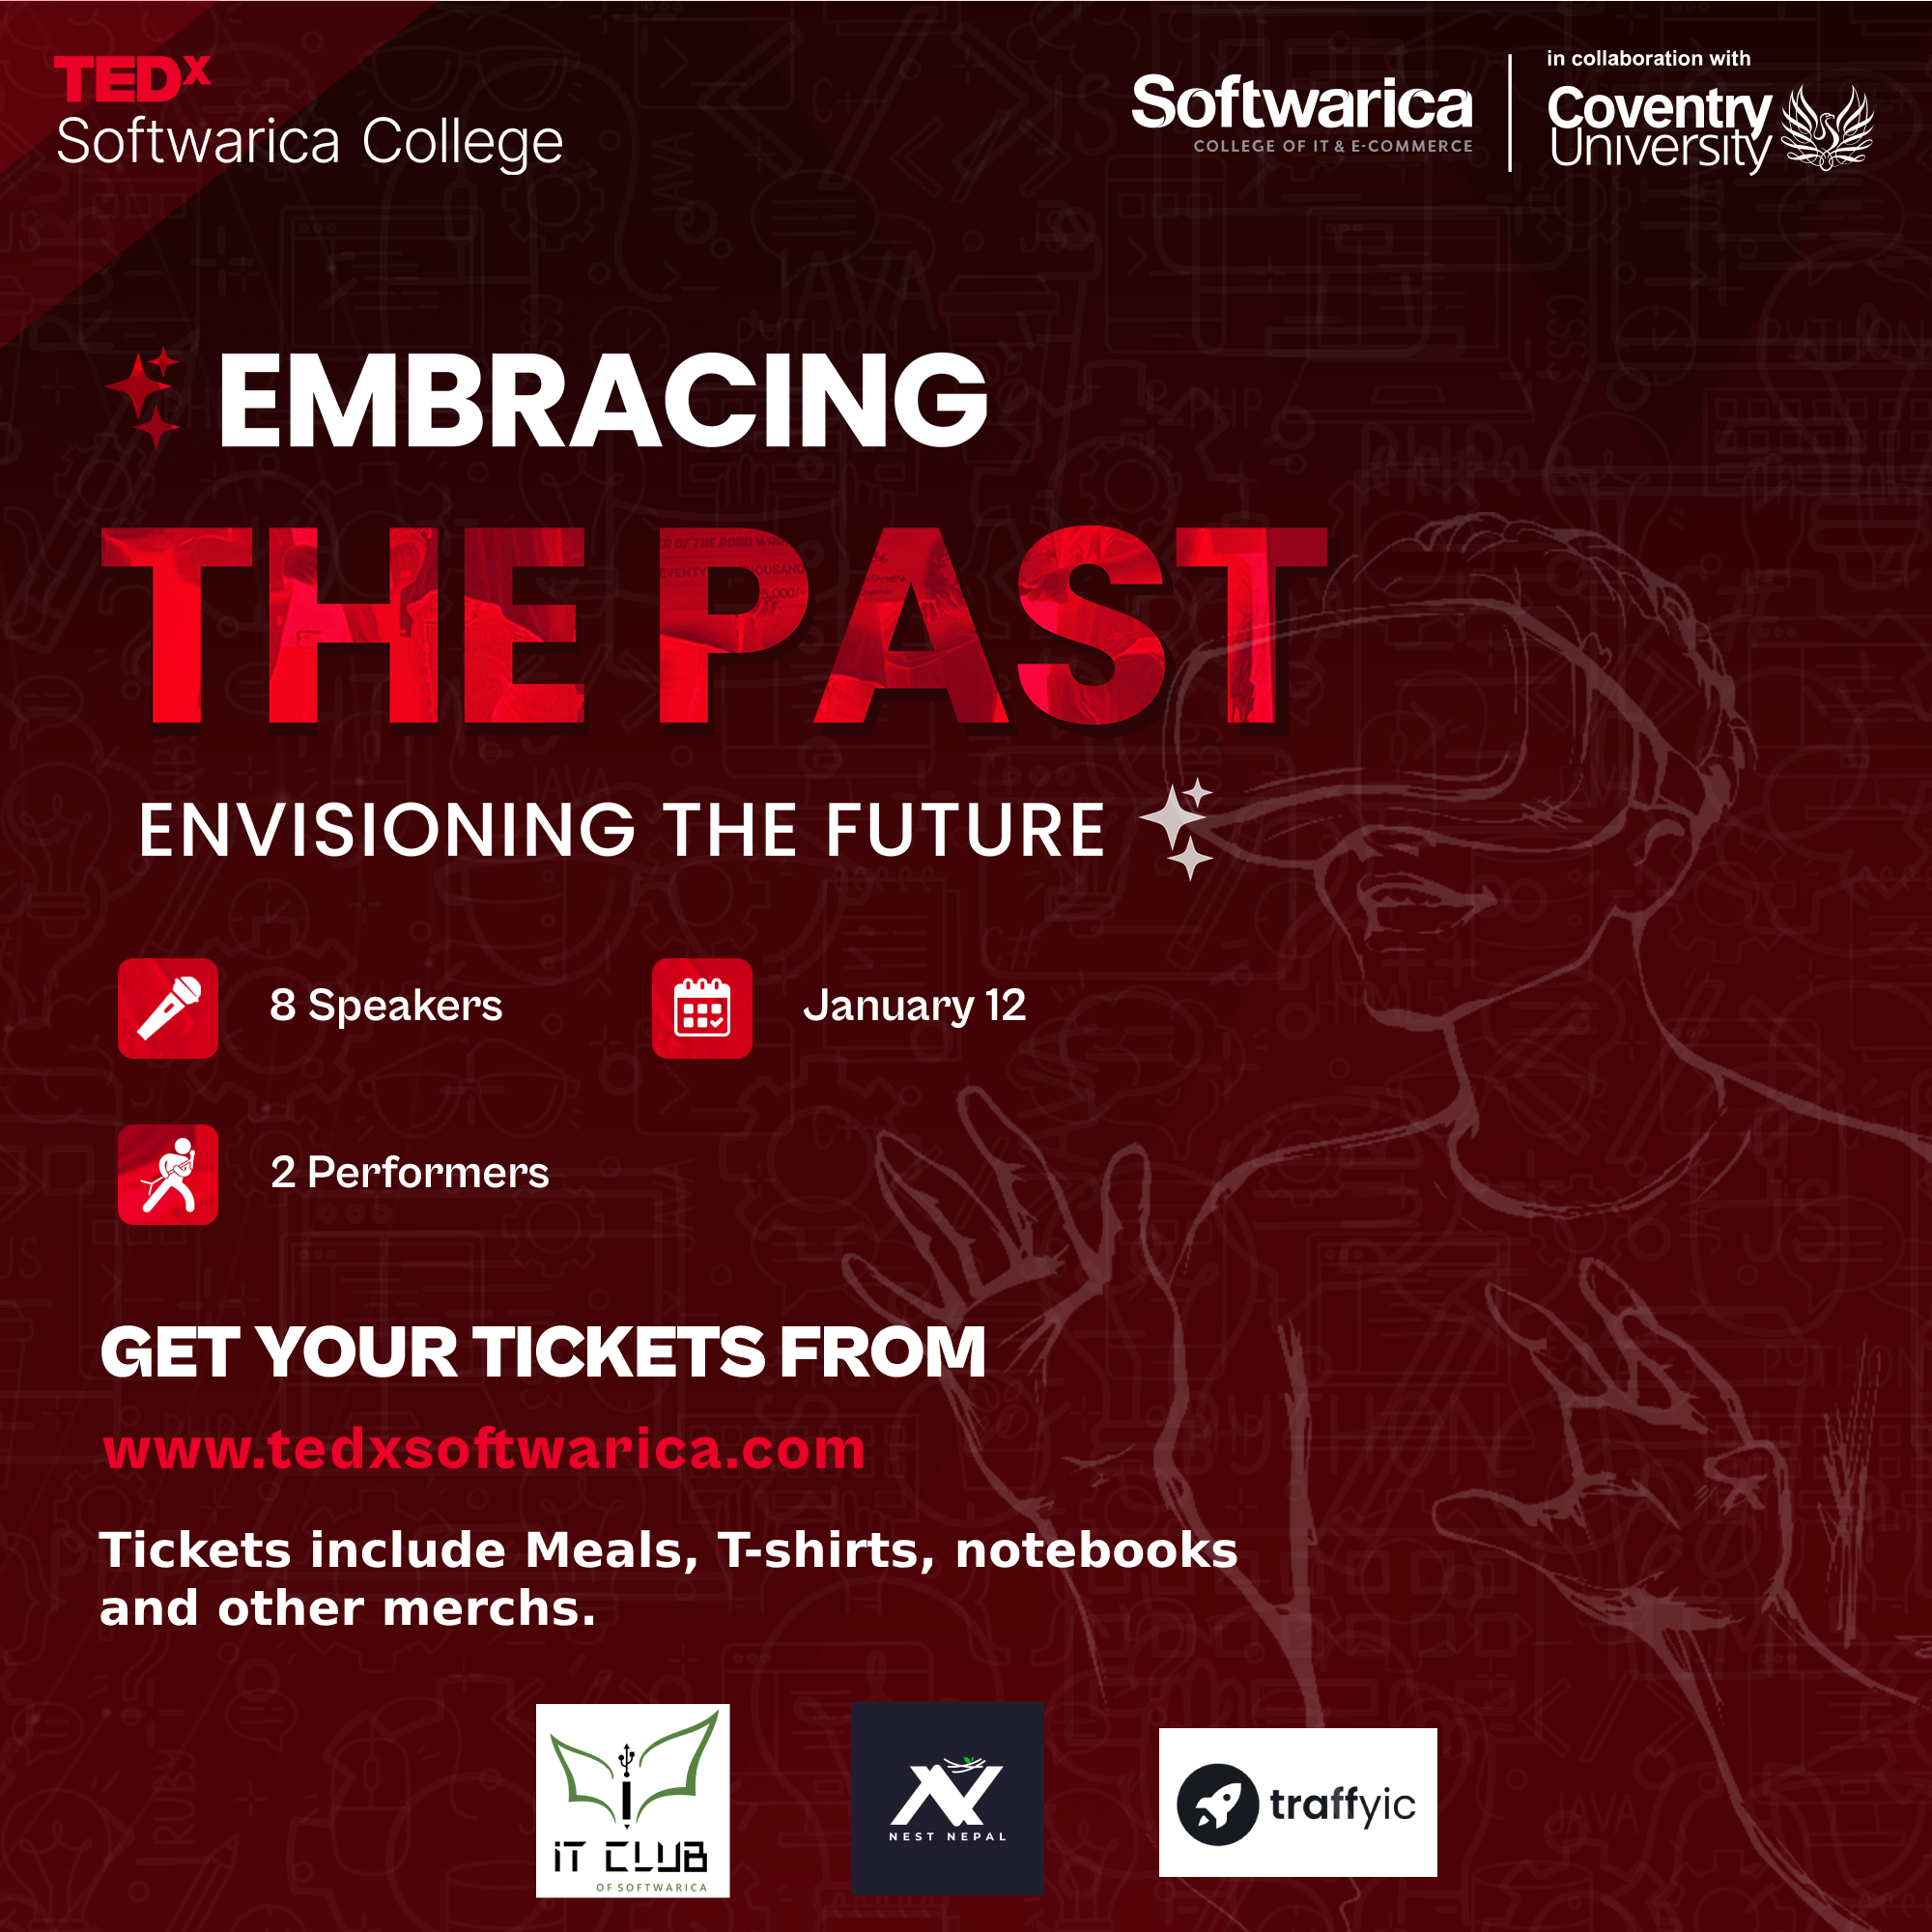 TEDx
Softwarica College
Softwarica
COLLEGE OF IT & E-COMMERCE
in collaboration with
Coventry
University
EMBRACING
THE PAST
ENVISIONING THE FUTURE
8 Speakers
January 12
2 Performers
GET YOUR TICKETS FROM
www.tedxsoftwarica.com
Tickets include Meals, T-shirts, notebooks
and other merchs.
iT CLUB
OF SOFTWARICA
NEST NEPAL
traffyic